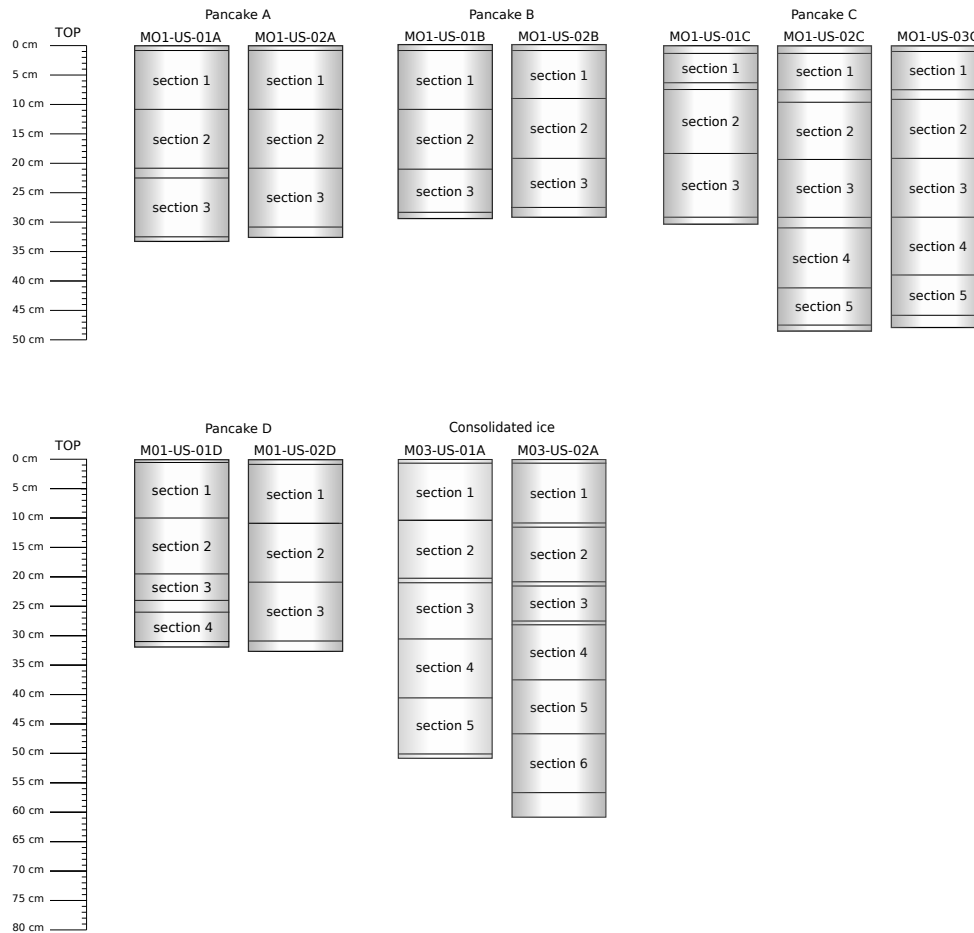 Pancake A
Pancake B
Pancake C
TOP
MO1-US-01A
MO1-US-02A
MO1-US-01B
MO1-US-02B
MO1-US-01C
MO1-US-02C
MO1-US-03C
0 cm
5 cm
10 cm
15 cm
20 cm
25 cm
30 cm
35 cm
40 cm
45 cm
50 cm
section 1
section 2
section 3
section 1
section 2
section 3
section 1
section 2
section 3
section 1
section 2
section 3
section 1
section 2
section 3
section 1
section 2
section 3
section 4
section 5
section 1
section 2
section 3
section 4
section 5
Pancake D
Consolidated ice
TOP
M01-US-01D
M01-US-02D
M03-US-01A
M03-US-02A
0 cm
5 cm
10 cm
15 cm
20 cm
25 cm
30 cm
35 cm
40 cm
45 cm
50 cm
55 cm
60 cm
65 cm
70 cm
75 cm
80 cm
section 1
section 2
section 3
section 4
section 1
section 2
section 3
section 1
section 2
section 3
section 4
section 5
section 1
section 2
section 3
section 4
section 5
section 6